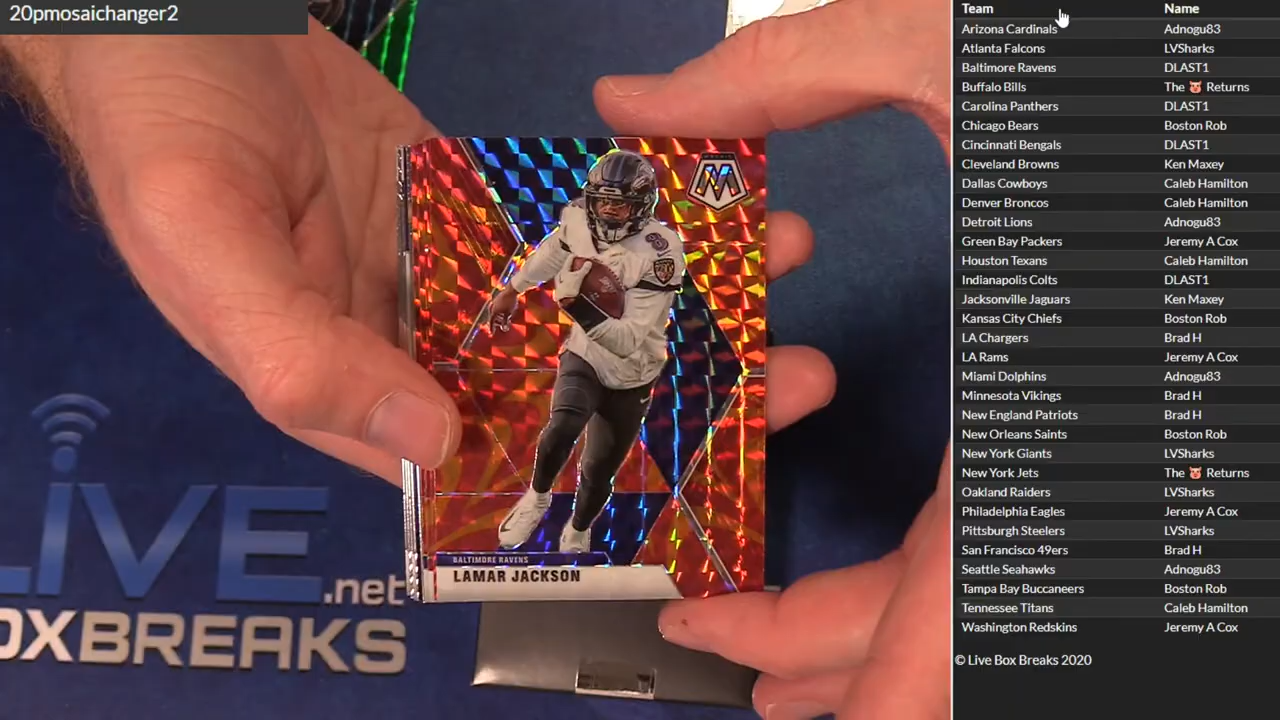 20pmosaichanger2
MOSAIC
M
8
BALTIMORE RAVENS
LAMAR JACKSON
LIVE.net
OXBREAKS
Team Name
Arizona Cardinals Adnogu83
Atlanta Falcons LVSharks
Baltimore Ravens DLAST1
Buffalo Bills The 🐷 Returns
Carolina Panthers DLAST1
Chicago Bears Boston Rob
Cincinnati Bengals DLAST1
Cleveland Browns Ken Maxey
Dallas Cowboys Caleb Hamilton
Denver Broncos Caleb Hamilton
Detroit Lions Adnogu83
Green Bay Packers Jeremy A Cox
Houston Texans Caleb Hamilton
Indianapolis Colts DLAST1
Jacksonville Jaguars Ken Maxey
Kansas City Chiefs Boston Rob
LA Chargers Brad H
LA Rams Jeremy A Cox
Miami Dolphins Adnogu83
Minnesota Vikings Brad H
New England Patriots Brad H
New Orleans Saints Boston Rob
New York Giants LVSharks
New York Jets The 🐷 Returns
Oakland Raiders LVSharks
Philadelphia Eagles Jeremy A Cox
Pittsburgh Steelers LVSharks
San Francisco 49ers Brad H
Seattle Seahawks Adnogu83
Tampa Bay Buccaneers Boston Rob
Tennessee Titans Caleb Hamilton
Washington Redskins Jeremy A Cox
© Live Box Breaks 2020